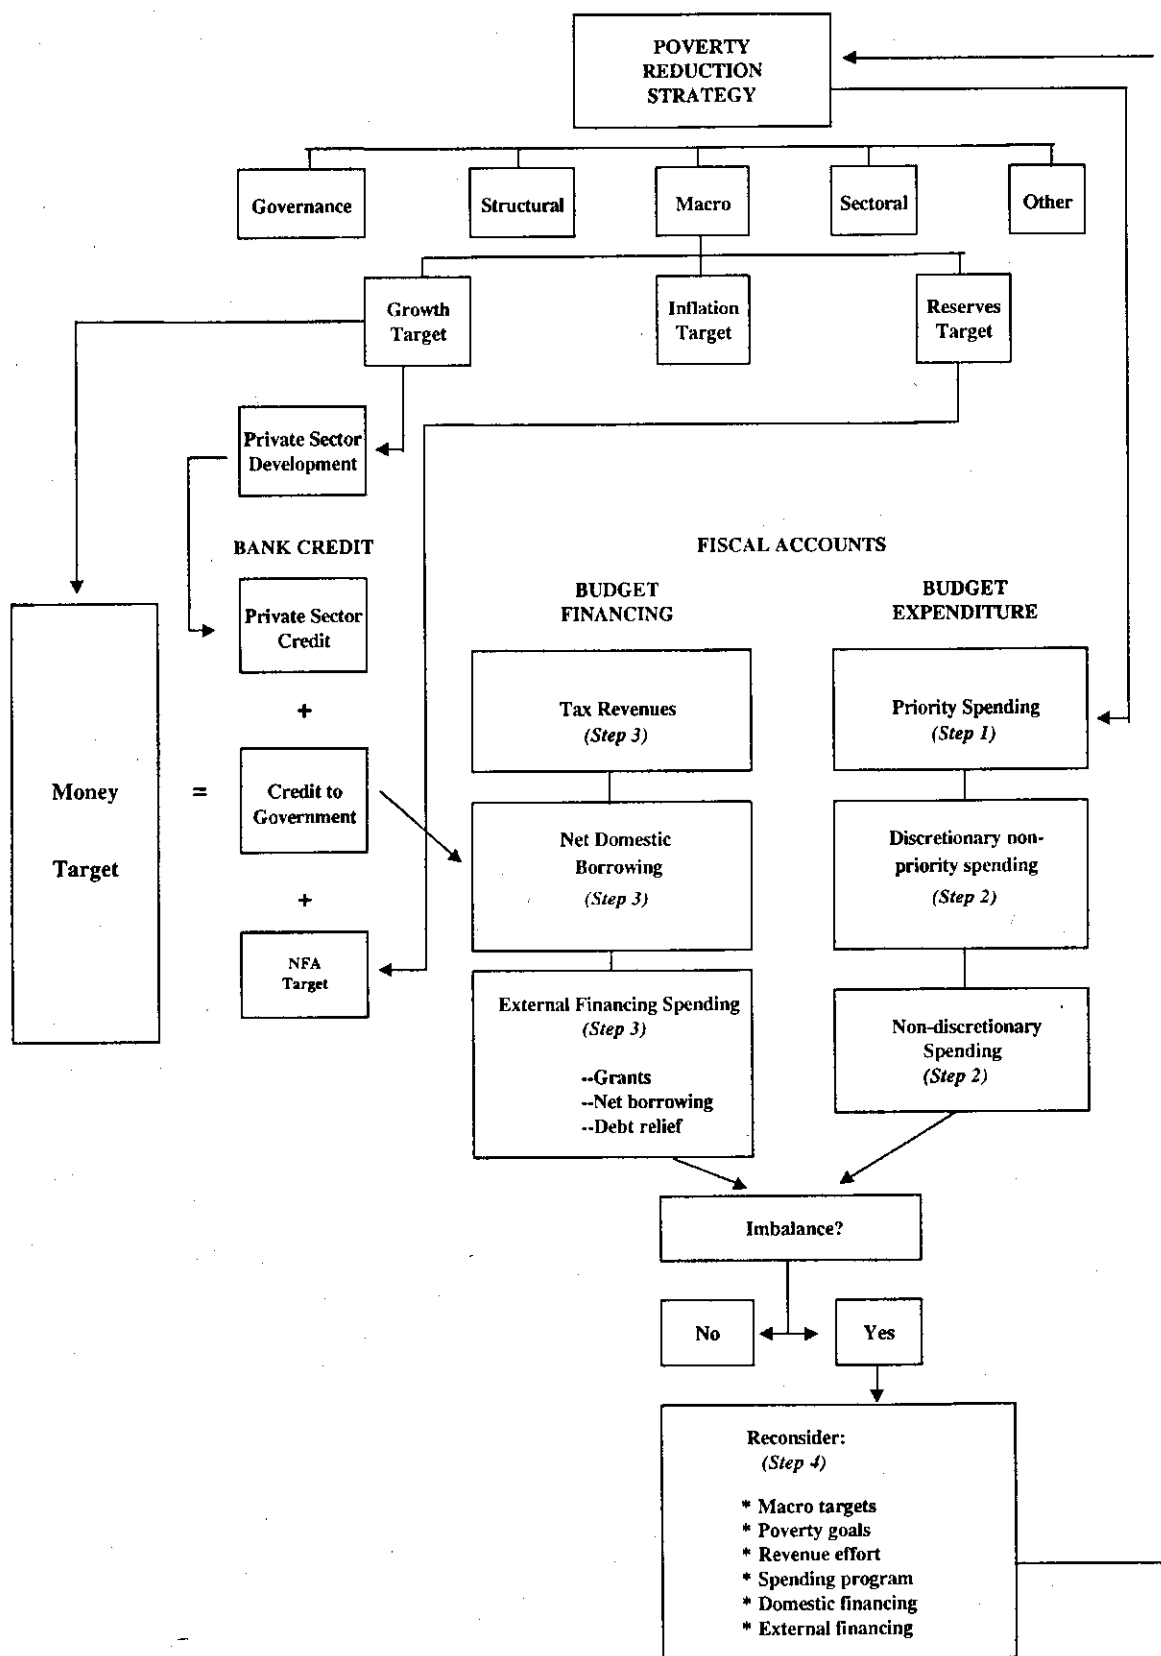 POVERTY
REDUCTION
STRATEGY
Governance
Structural
Macro
Sectoral
Other
Growth
Target
Inflation
Target
Reserves
Target
Private Sector
Development
BANK CREDIT
FISCAL ACCOUNTS
BUDGET
FINANCING
BUDGET
EXPENDITURE
Private Sector
Credit
+
Tax Revenues
(Step 3)
Priority Spending
(Step 1)
Money
Target
=
Credit to
Government
+
Net Domestic
Borrowing
(Step 3)
Discretionary non-
priority spending
(Step 2)
NFA
Target
External Financing Spending
(Step 3)
--Grants
--Net borrowing
--Debt relief
Non-discretionary
Spending
(Step 2)
Imbalance?
No
Yes
Reconsider:
(Step 4)
* Macro targets
* Poverty goals
* Revenue effort
* Spending program
* Domestic financing
* External financing